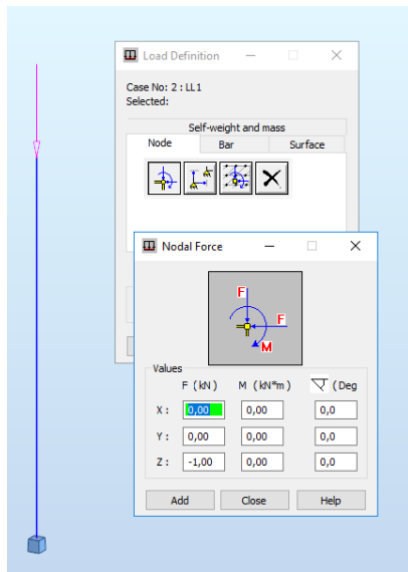 Load Definition
Case No: 2 : LL1
Selected:
Self-weight and mass
Node Bar Surface
Nodal Force
F
F
M
Values
F (kN) M (kN*m) (Deg
X : 0,00 0,00 0,0
Y : 0,00 0,00 0,0
Z : -1,00 0,00 0,0
Add Close Help